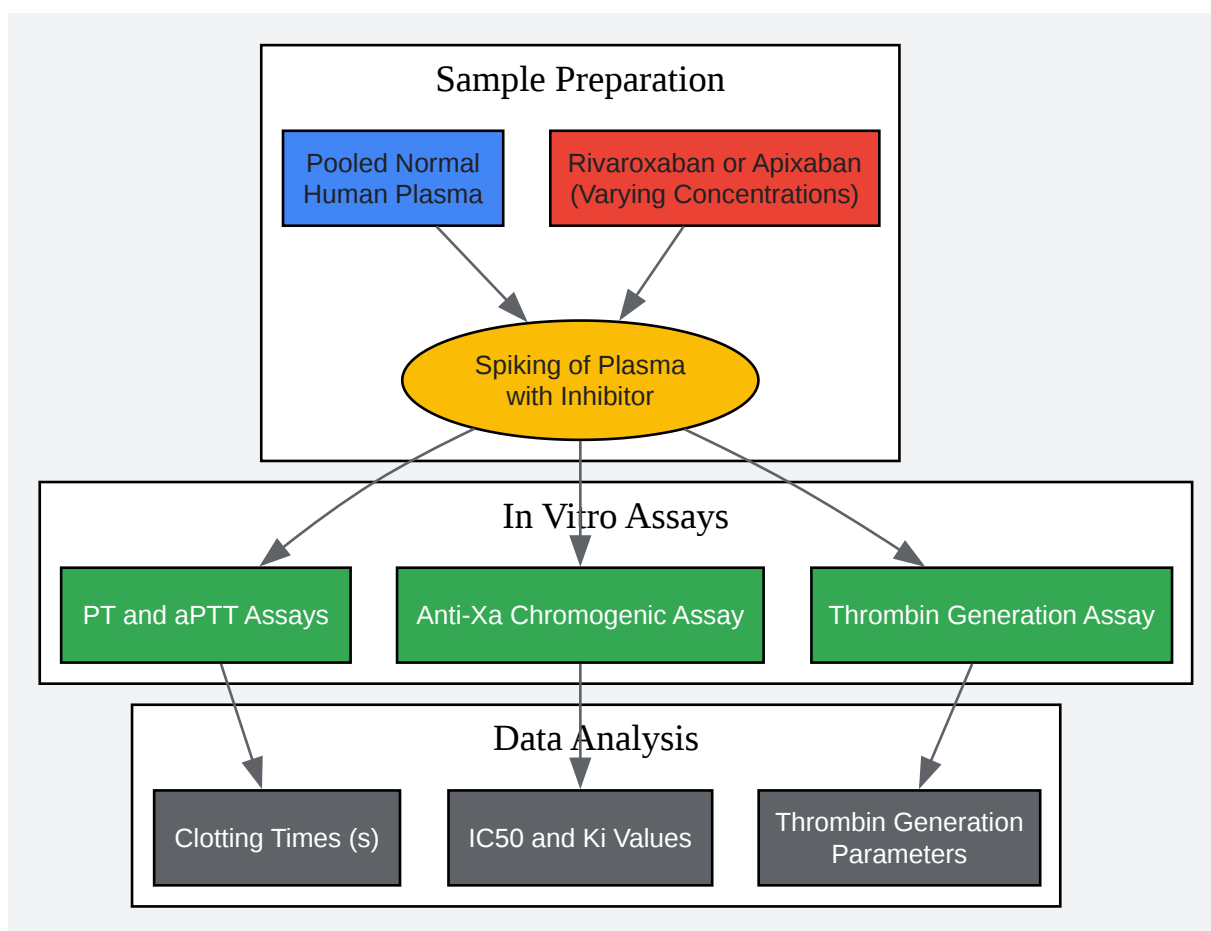 Sample Preparation
Pooled Normal
Human Plasma
Rivaroxaban or Apixaban
(Varying Concentrations)
Spiking of Plasma
with Inhibitor
In Vitro Assays
PT and aPTT Assays
Anti-Xa Chromogenic Assay
Thrombin Generation Assay
Data Analysis
Clotting Times (s)
IC50 and Ki Values
Thrombin Generation
Parameters